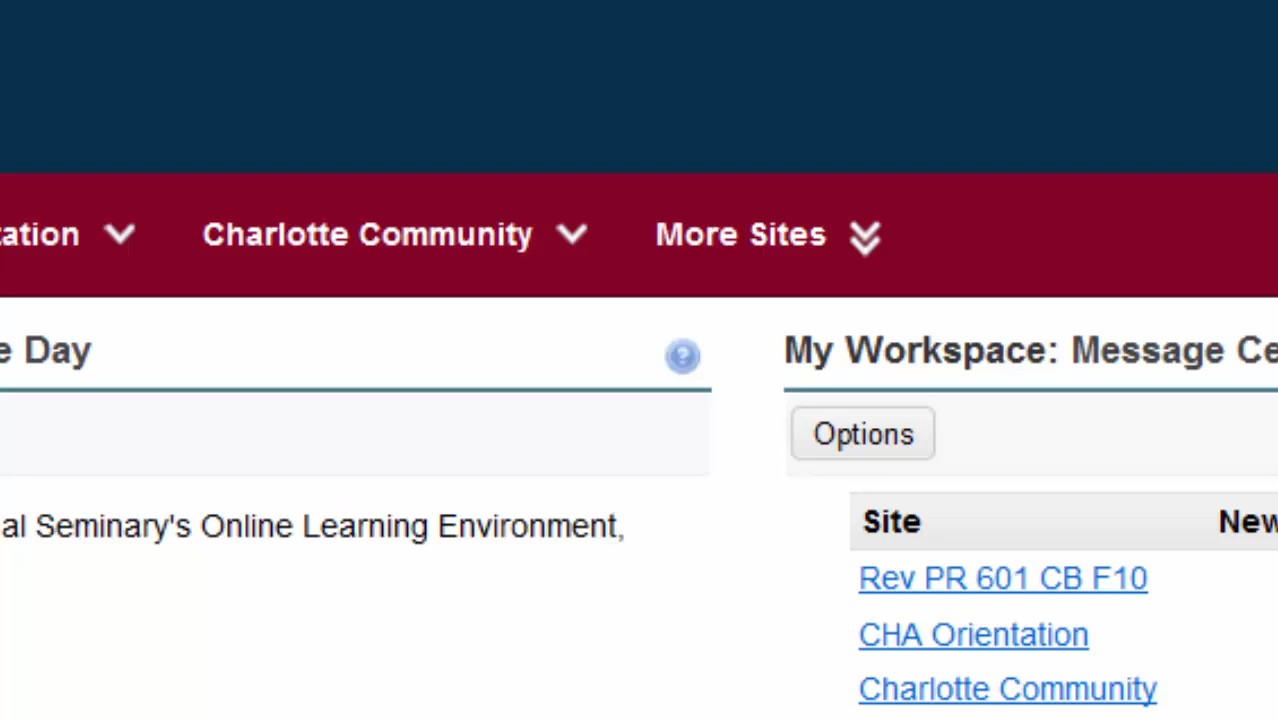 tation Charlotte Community More Sites
e Day
My Workspace: Message Ce
Options
al Seminary's Online Learning Environment,
Site New
Rev PR 601 CB F10
CHA Orientation
Charlotte Community